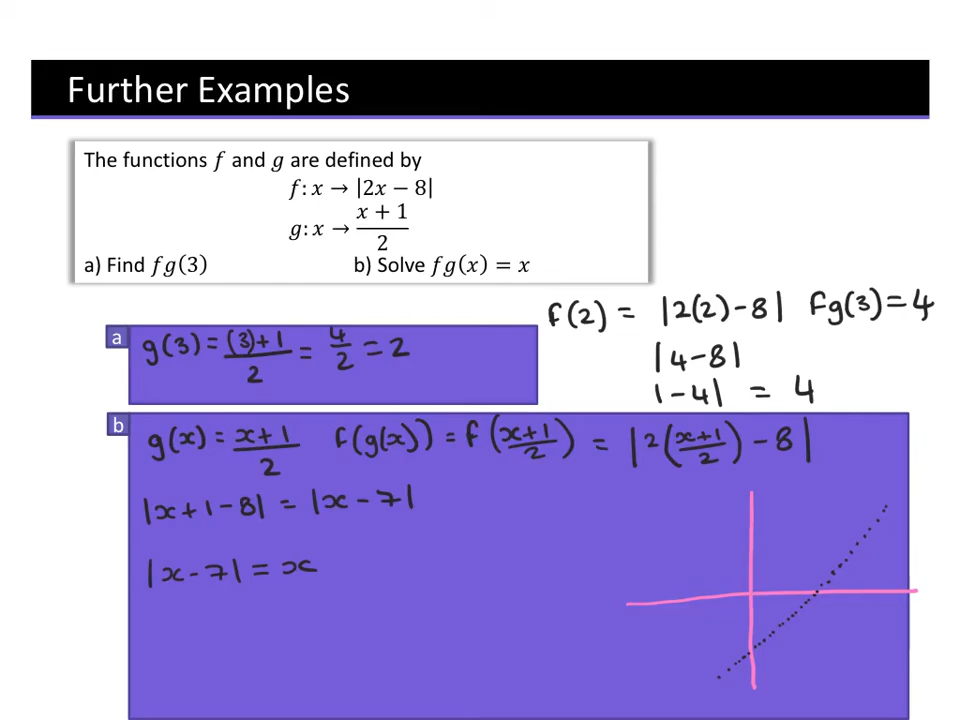 Further Examples
The functions f and g are defined by
f: x → |2x − 8|
g: x → (x + 1)/2
a) Find fg(3) b) Solve fg(x) = x
f(2) = |2(2) - 8| fg(3) = 4
|4 - 8|
|-4| = 4
a g(3) = ((3)+1)/2 = 4/2 = 2
b g(x) = (x+1)/2 f(g(x)) = f((x+1)/2) = |2((x+1)/2) - 8|
|x + 1 - 8| = |x - 7|
|x - 7| = x